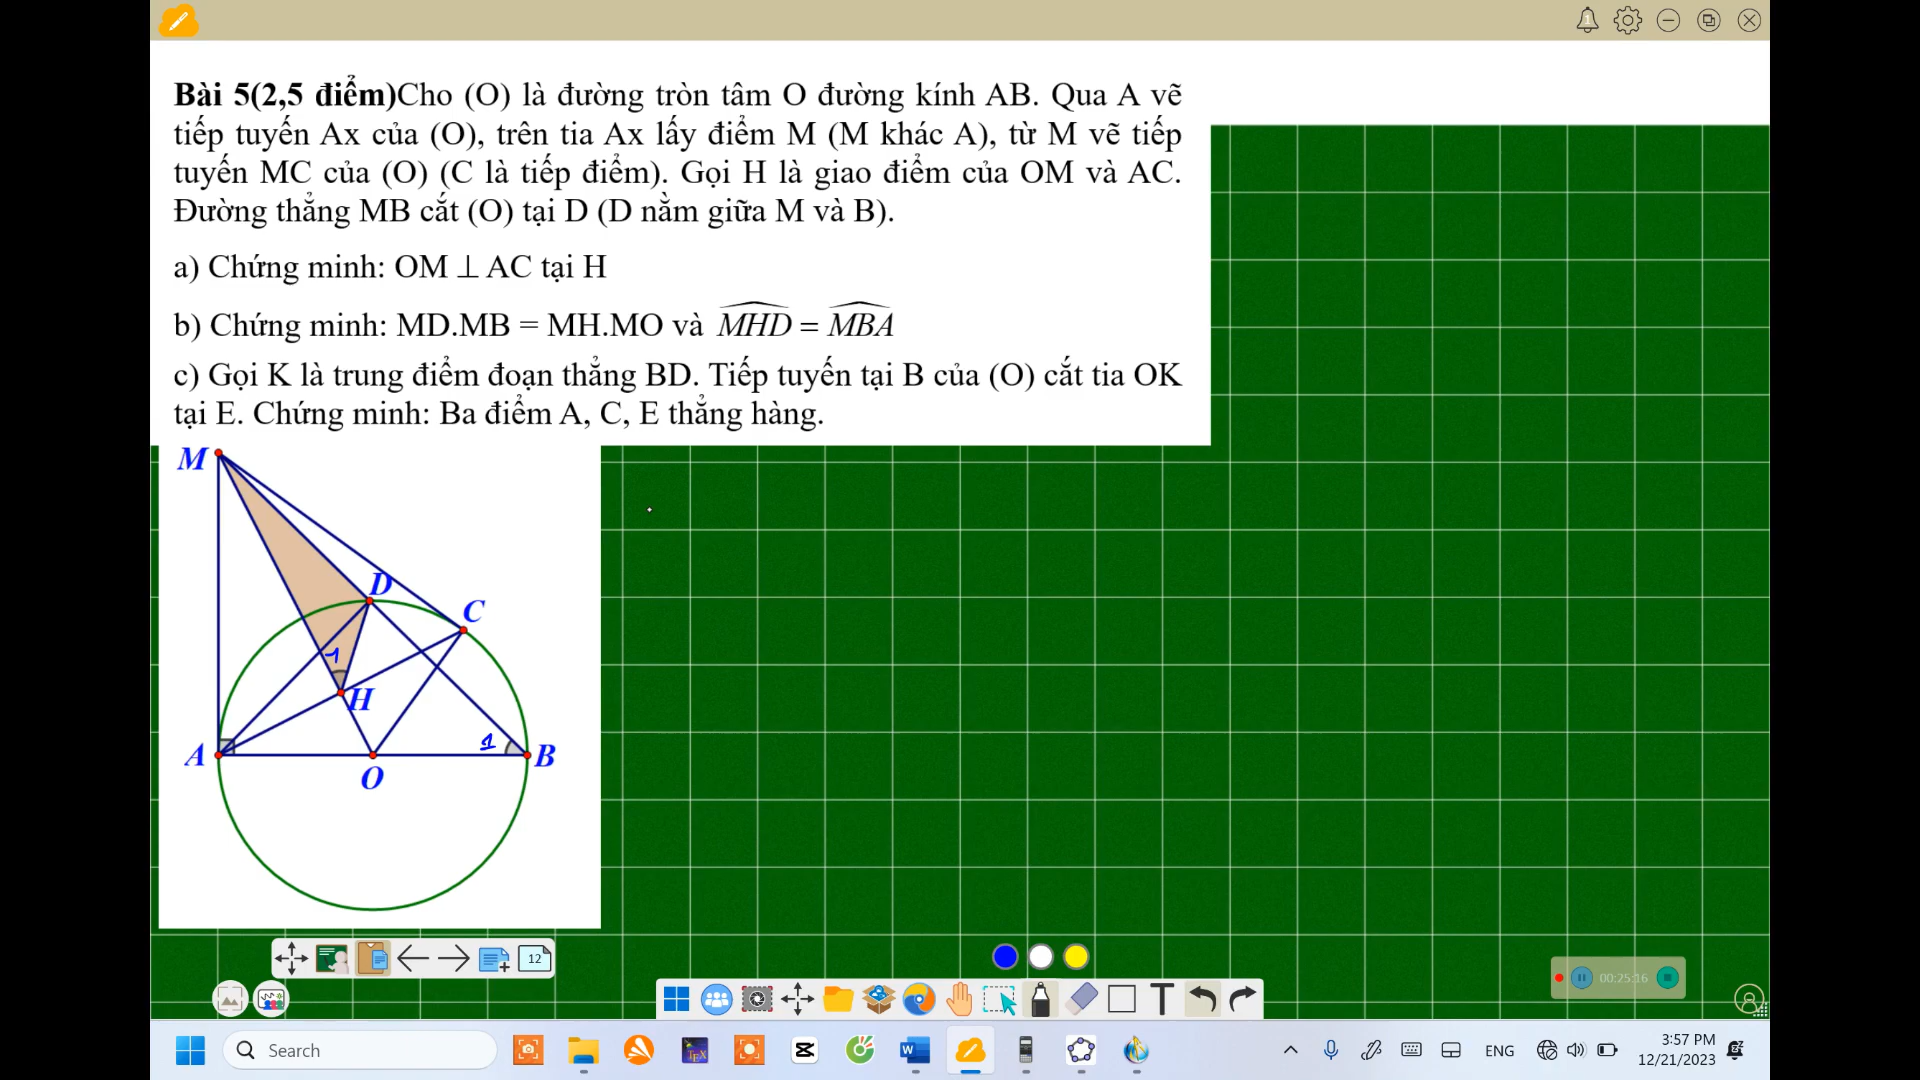 Bài 5(2,5 điểm)Cho (O) là đường tròn tâm O đường kính AB. Qua A vẽ
tiếp tuyến Ax của (O), trên tia Ax lấy điểm M (M khác A), từ M vẽ tiếp
tuyến MC của (O) (C là tiếp điểm). Gọi H là giao điểm của OM và AC.
Đường thẳng MB cắt (O) tại D (D nằm giữa M và B).
a) Chứng minh: OM ⊥ AC tại H
b) Chứng minh: MD.MB = MH.MO và MHD = MBA
c) Gọi K là trung điểm đoạn thẳng BD. Tiếp tuyến tại B của (O) cắt tia OK
tại E. Chứng minh: Ba điểm A, C, E thẳng hàng.
M
D
C
1
H
1
A
B
O
12
00:25:16
T
Search
ENG
3:57 PM
12/21/2023